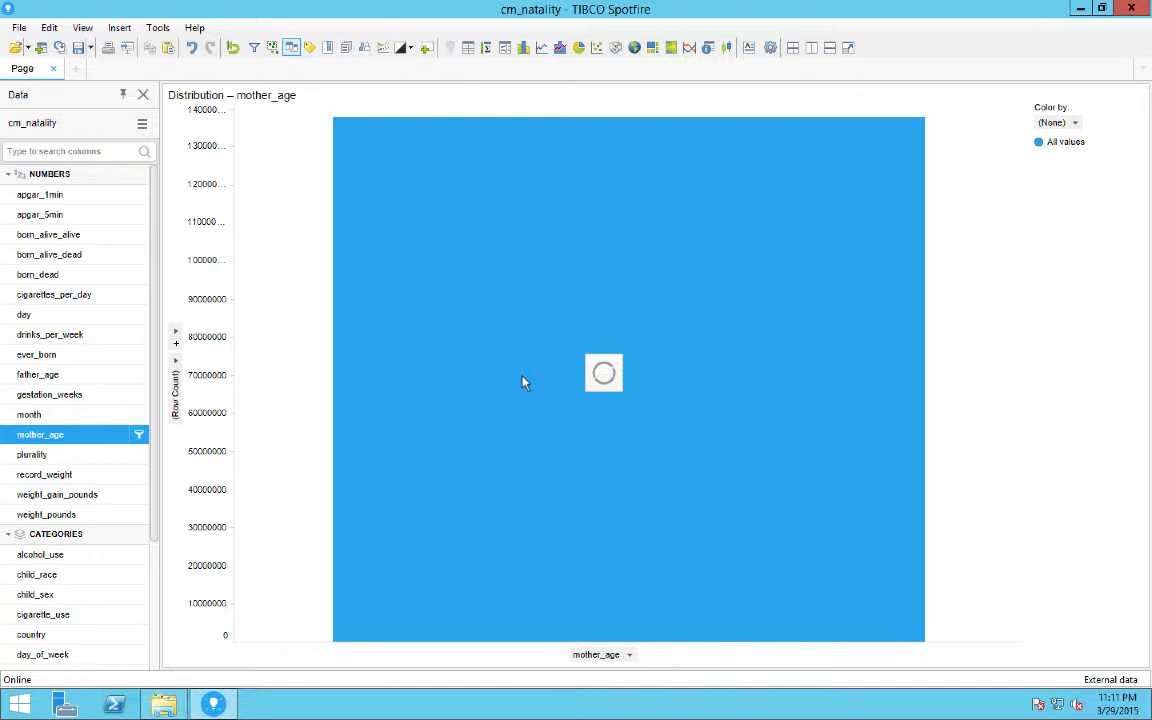 cm_natality - TIBCO Spotfire
File Edit View Insert Tools Help
Page
Data
cm_natality
Type to search columns
NUMBERS
apgar_1min
apgar_5min
born_alive_alive
born_alive_dead
born_dead
cigarettes_per_day
day
drinks_per_week
ever_born
father_age
gestation_weeks
month
mother_age
plurality
record_weight
weight_gain_pounds
weight_pounds
CATEGORIES
alcohol_use
child_race
child_sex
cigarette_use
country
day_of_week
Distribution – mother_age
140000...
130000...
120000...
110000...
100000...
90000000
80000000
70000000
60000000
50000000
40000000
30000000
20000000
10000000
0
(Row Count)
mother_age
Color by:
(None)
All values
Online
External data
11:11 PM
3/29/2015